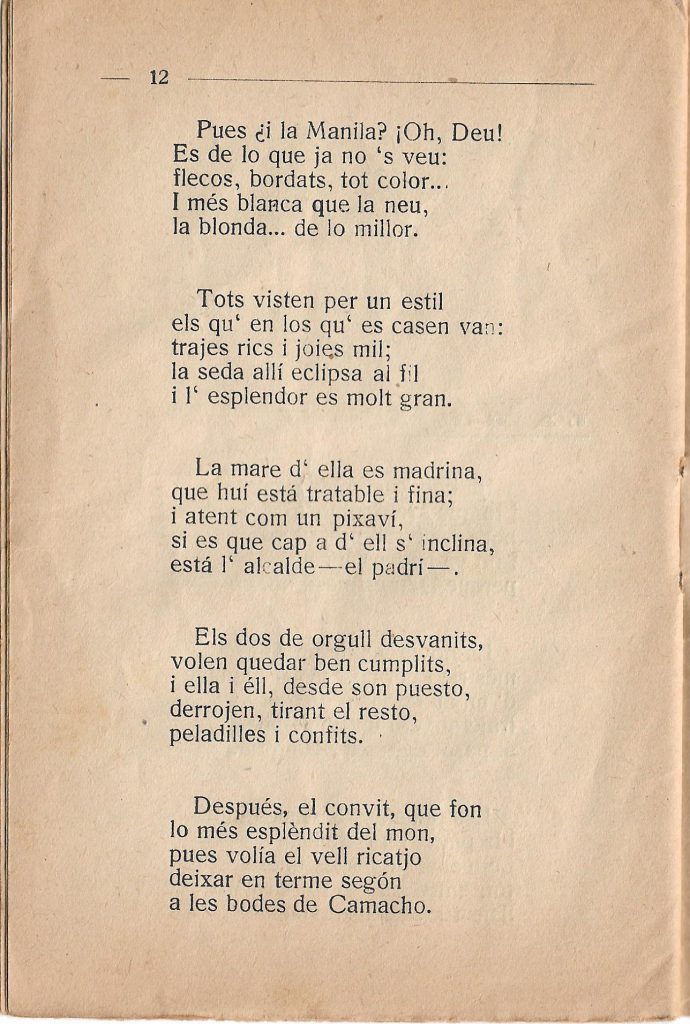 12
Pues ¿i la Manila? ¡Oh, Deu!
Es de lo que ja no ‘s veu:
flecos, bordats, tot color...
I més blanca que la neu,
la blonda... de lo millor.
Tots visten per un estil
els qu‘ en los qu‘ es casen van:
trajes rics i joies mil;
la seda allí eclipsa al fil
i l‘ esplendor es molt gran.
La mare d‘ ella es madrina,
que huí está tratable i fina;
i atent com un pixaví,
si es que cap a d‘ ell s‘ inclina,
está l‘ alcalde—el padrí—.
Els dos de orgull desvanits,
volen quedar ben cumplits,
i ella i éll, desde son puesto,
derrojen, tirant el resto,
peladilles i confits.
Después, el convit, que fon
lo més esplèndit del mon,
pues volía el vell ricatjo
deixar en terme segón
a les bodes de Camacho.